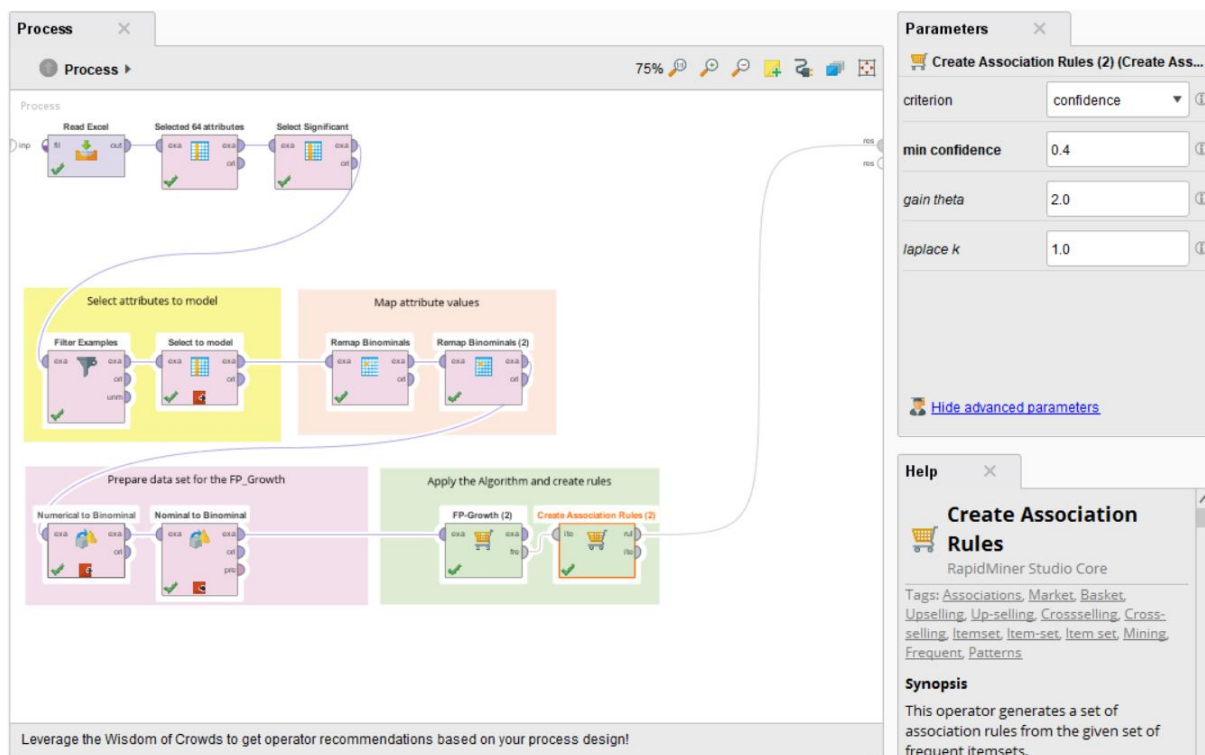 Process
Process
75%
Process
inp
Read Excel
fil
out
Selected 64 attributes
exa
exa
ori
Select Significant
exa
exa
ori
res
res
Select attributes to model
Filter Examples
exa
exa
ori
unm
Select to model
exa
exa
ori
Map attribute values
Remap Binominals
exa
exa
ori
Remap Binominals (2)
exa
exa
ori
Prepare data set for the FP_Growth
Numerical to Binominal
exa
exa
ori
Nominal to Binominal
exa
exa
ori
pre
Apply the Algorithm and create rules
FP-Growth (2)
exa
exa
fre
Create Association Rules (2)
ite
rul
ite
Leverage the Wisdom of Crowds to get operator recommendations based on your process design!
Parameters
Create Association Rules (2) (Create Ass...
criterion
confidence
min confidence
0.4
gain theta
2.0
laplace k
1.0
Hide advanced parameters
Help
Create Association
Rules
RapidMiner Studio Core
Tags: Associations, Market, Basket,
Upselling, Up-selling, Crossselling, Cross-
selling, Itemset, Item-set, Item set, Mining,
Frequent, Patterns
Synopsis
This operator generates a set of
association rules from the given set of
frequent itemsets.